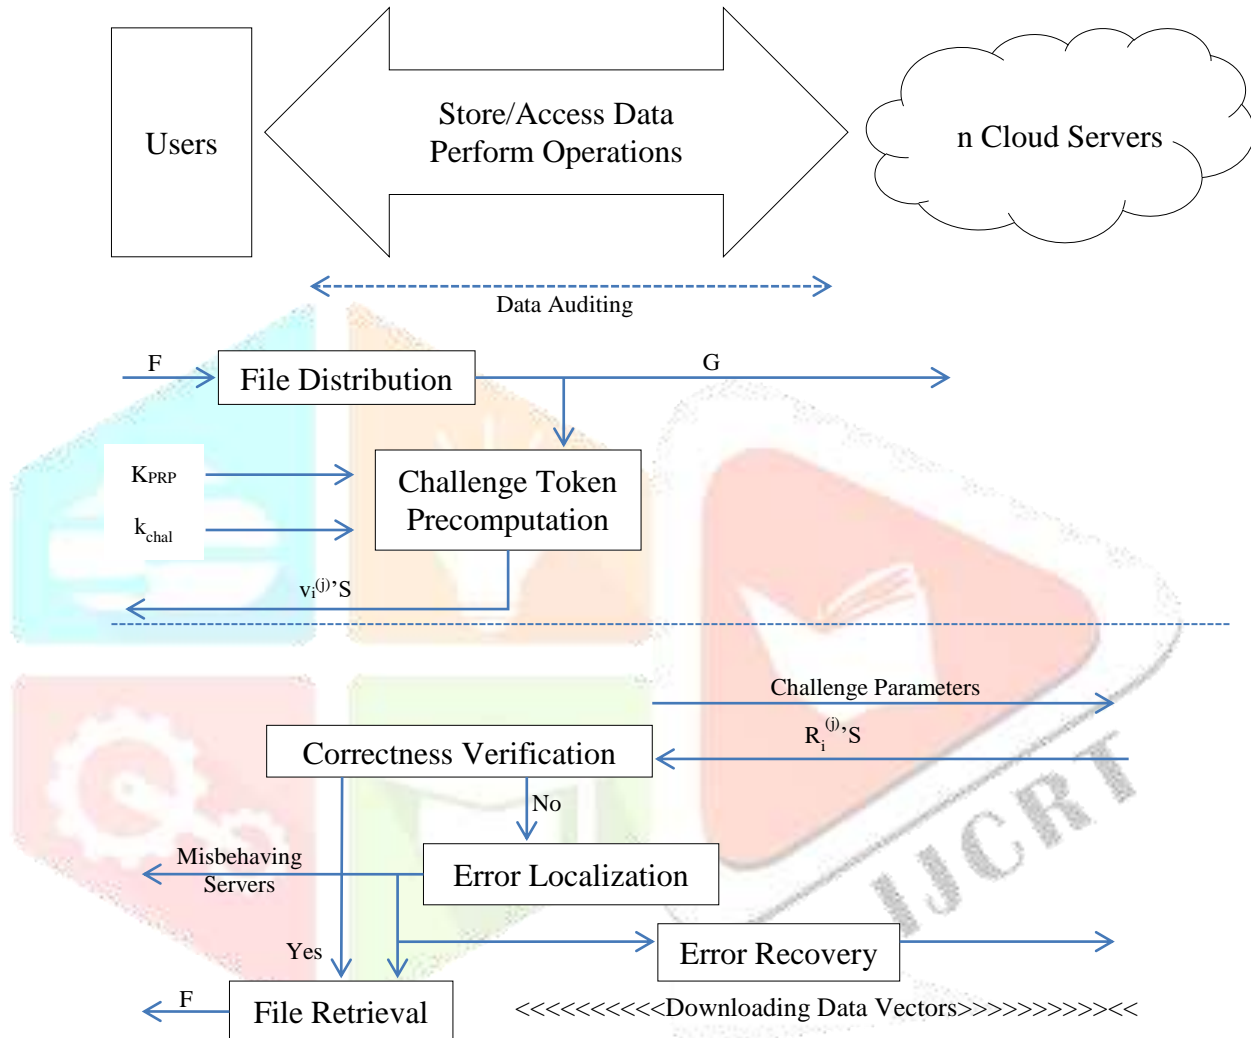 Users
Store/Access Data
Perform Operations
n Cloud Servers
Data Auditing
F
File Distribution
G
KPRP
kchal
Challenge Token
Precomputation
vi(j)'S
Challenge Parameters
Ri(j)'S
Correctness Verification
No
Misbehaving
Servers
Error Localization
Yes
Error Recovery
F
File Retrieval
<<<<<<<<<<Downloading Data Vectors>>>>>>>>>><<
IJCRT